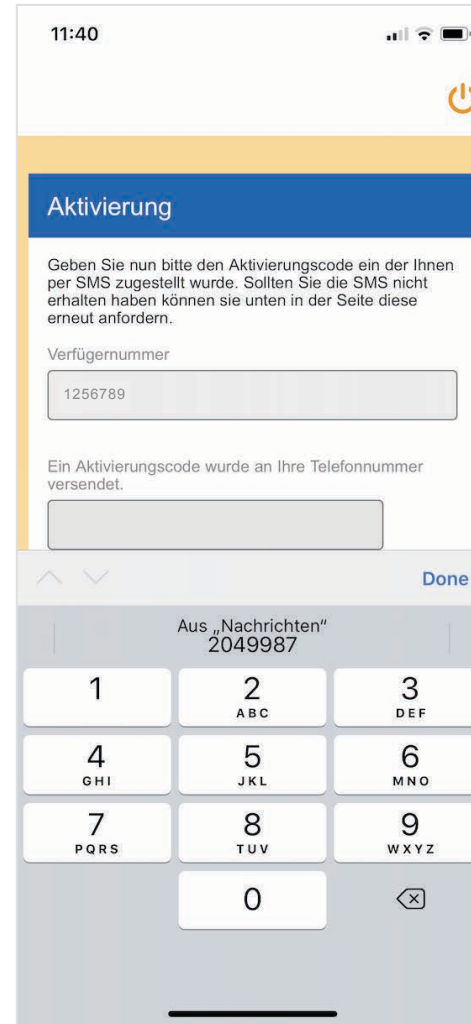 11:40
Aktivierung
Geben Sie nun bitte den Aktivierungscode ein der Ihnen
per SMS zugestellt wurde. Sollten Sie die SMS nicht
erhalten haben können sie unten in der Seite diese
erneut anfordern.
Verfügernummer
1256789
Ein Aktivierungscode wurde an Ihre Telefonnummer
versendet.
Done
Aus „Nachrichten“
2049987
1 2 3
ABC DEF
4 5 6
GHI JKL MNO
7 8 9
PQRS TUV WXYZ
0